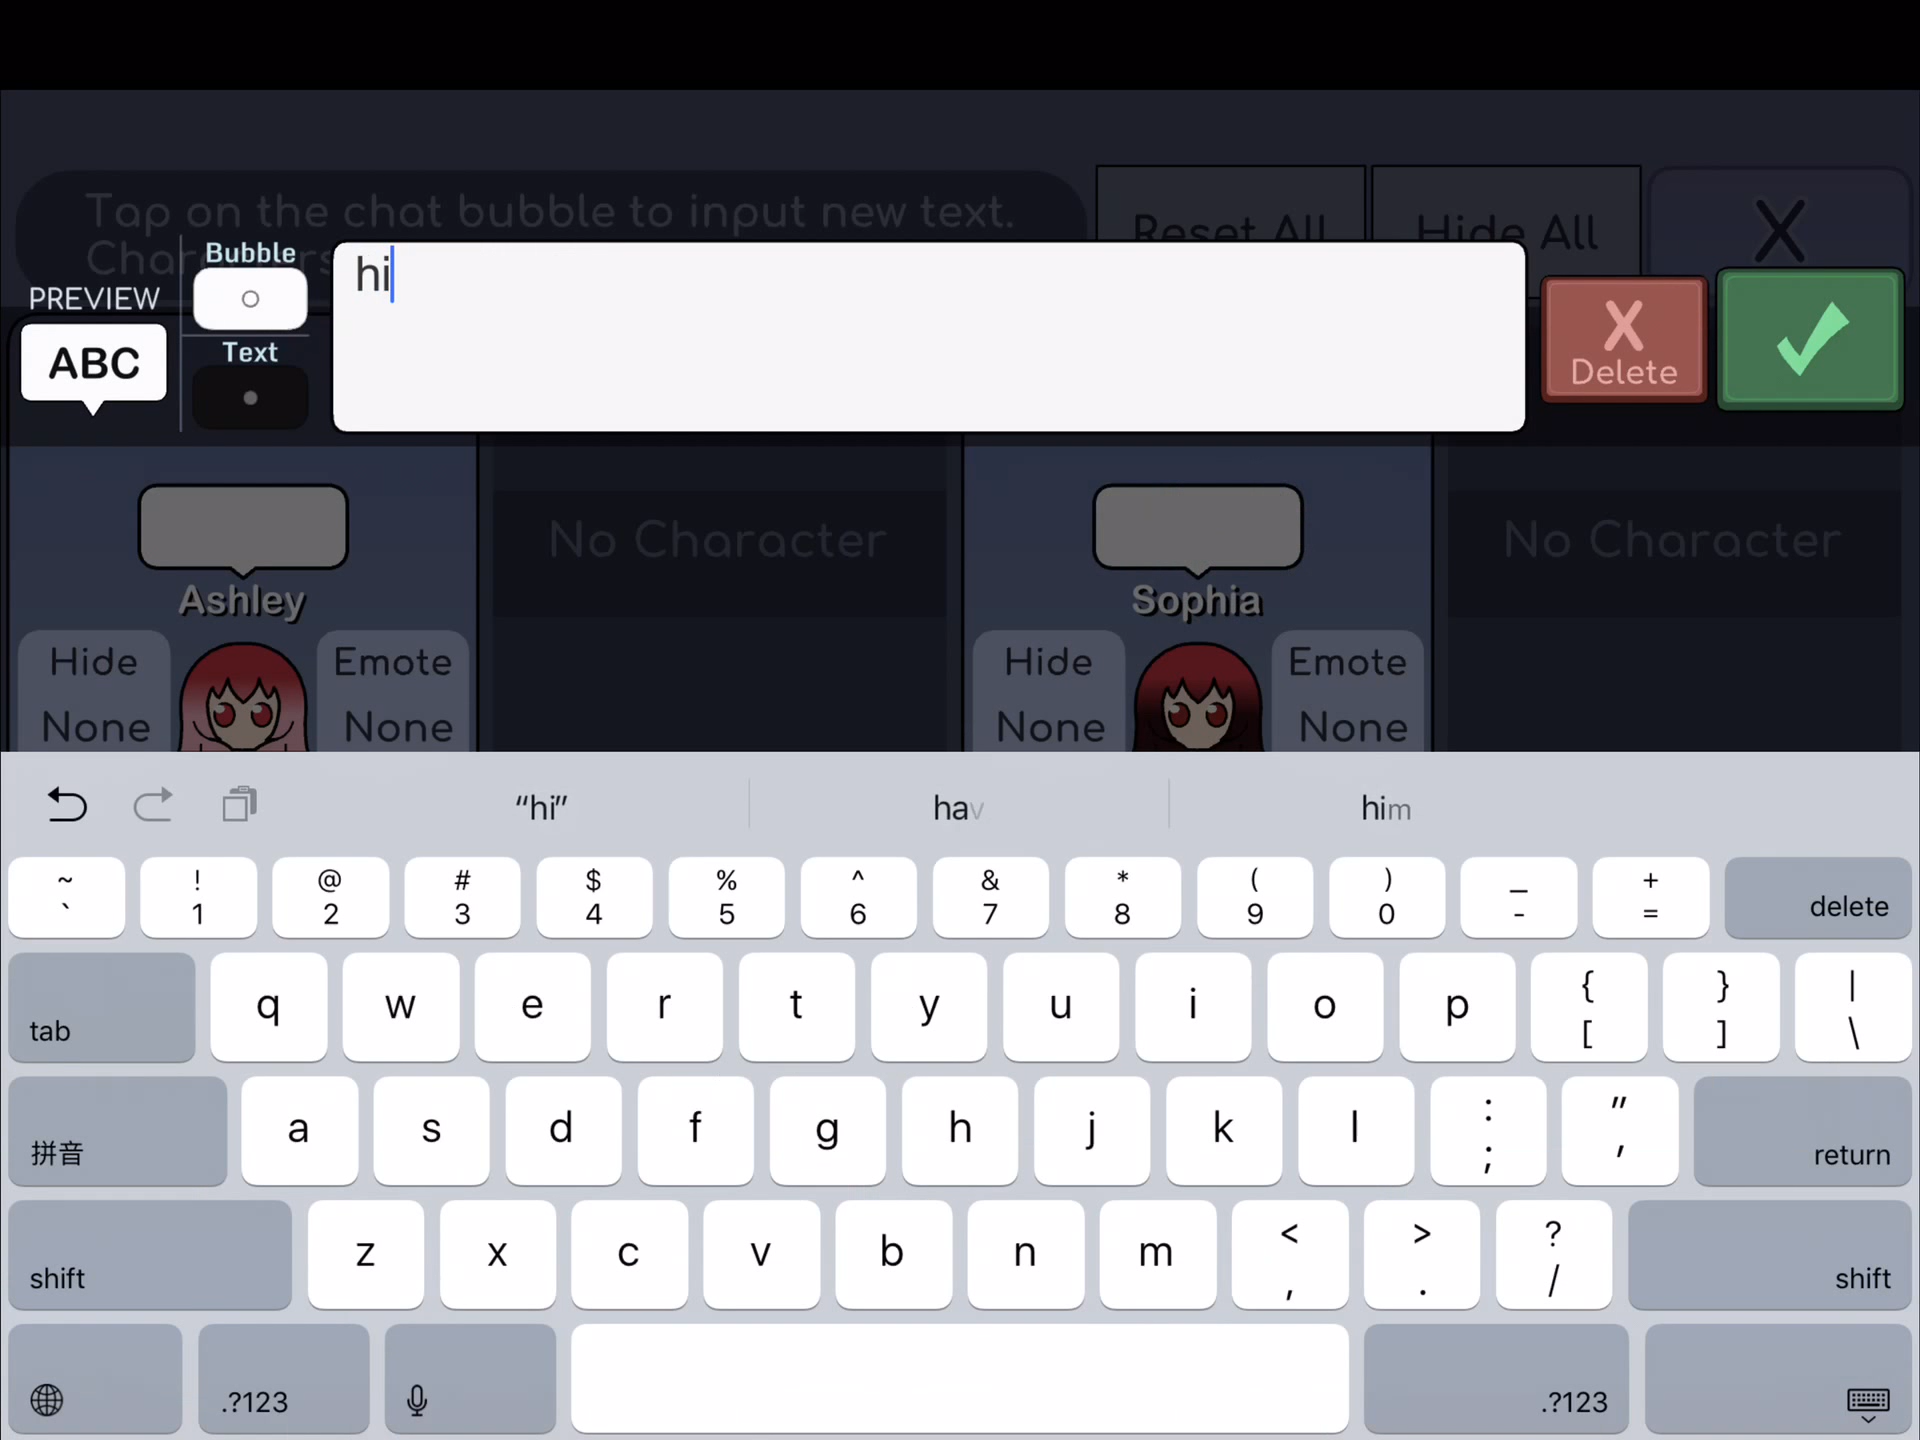 Tap on the chat bubble to input new text.
Characters
Reset All
Hide All
X
Bubble
PREVIEW
ABC
Text
hi
X
Delete
No Character
No Character
Ashley
Sophia
Hide
Emote
Hide
Emote
None
None
None
None
“hi”
hav
him
~ ! @ # $ % ^ & * ( ) _ +
` 1 2 3 4 5 6 7 8 9 0 - = delete
tab q w e r t y u i o p { [ } ] | \
拼音 a s d f g h j k l : ; " ' return
shift z x c v b n m < , > . ? / shift
.?123 .?123